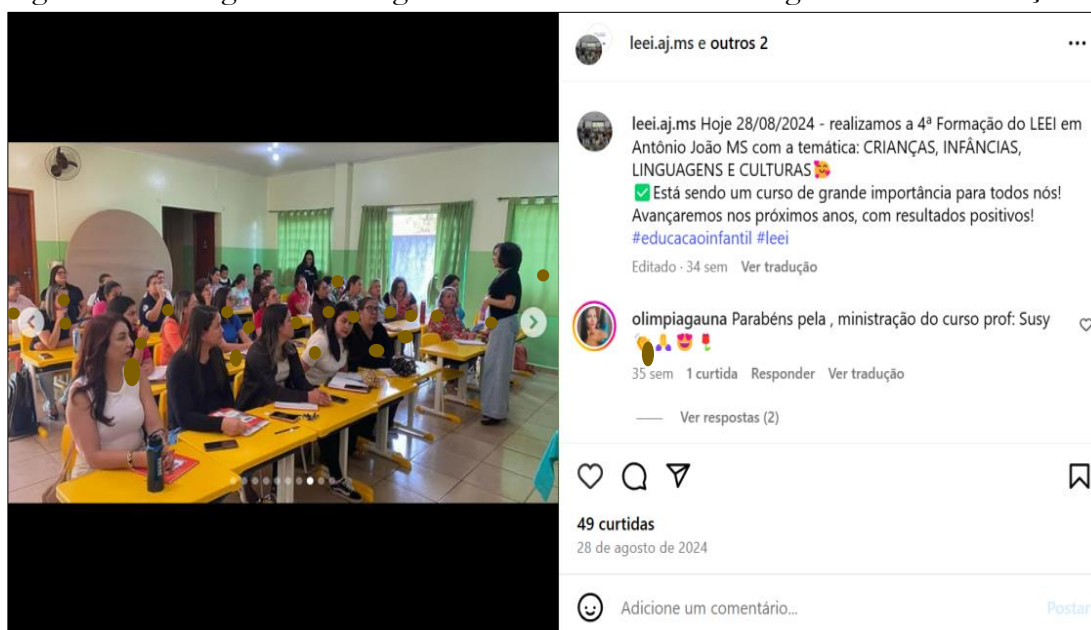 leei.aj.ms e outros 2
leei.aj.ms Hoje 28/08/2024 - realizamos a 4ª Formação do LEEI em
Antônio João MS com a temática: CRIANÇAS, INFÂNCIAS,
LINGUAGENS E CULTURAS🥰
✅Está sendo um curso de grande importância para todos nós!
Avançaremos nos próximos anos, com resultados positivos!
#educacaoinfantil #leei
Editado · 34 sem Ver tradução
olimpiagauna Parabéns pela , ministração do curso prof: Susy
👏🙏😍🌹
35 sem 1 curtida Responder Ver tradução
Ver respostas (2)
49 curtidas
28 de agosto de 2024
Adicione um comentário...
Postar